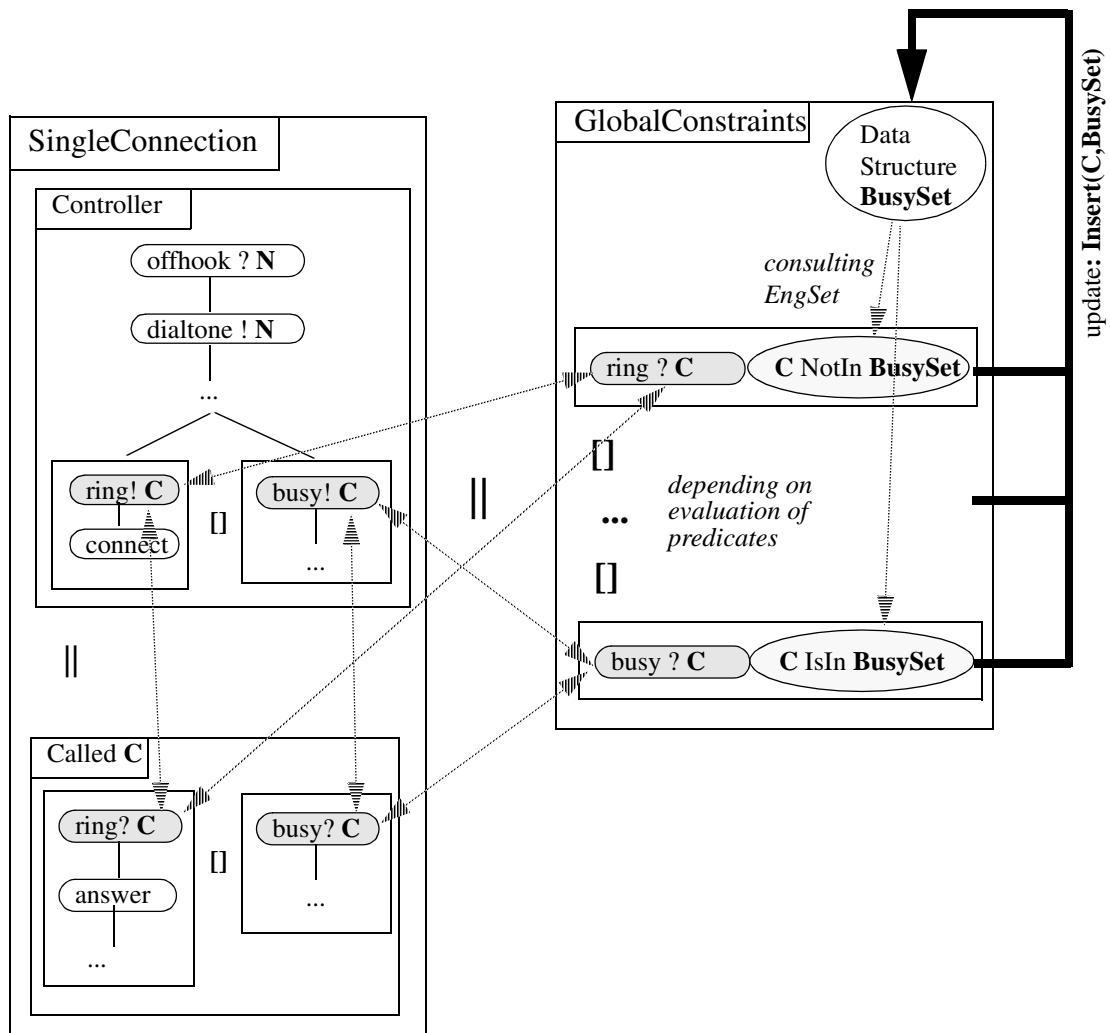 SingleConnection
Controller
offhook ? N
dialtone ! N
...
ring! C
[]
busy! C
connect
...
||
Called C
ring? C
[]
busy? C
answer
...
...
||
GlobalConstraints
Data
Structure
BusySet
consulting
EngSet
ring ? C
C NotIn BusySet
[]
...
depending on
evaluation of
predicates
[]
busy ? C
C IsIn BusySet
update: Insert(C,BusySet)